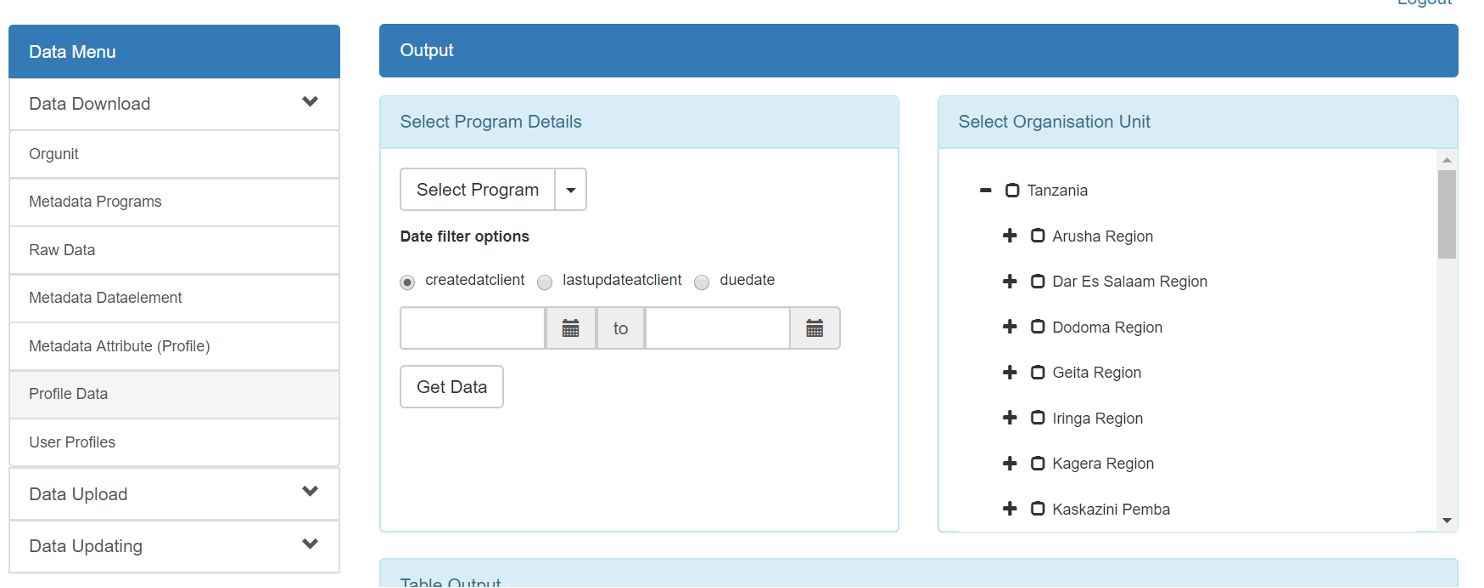 Logout
Data Menu
Data Download
Orgunit
Metadata Programs
Raw Data
Metadata Dataelement
Metadata Attribute (Profile)
Profile Data
User Profiles
Data Upload
Data Updating
Output
Select Program Details
Select Program
Date filter options
createdatclient lastupdateatclient duedate
to
Get Data
Select Organisation Unit
Tanzania
Arusha Region
Dar Es Salaam Region
Dodoma Region
Geita Region
Iringa Region
Kagera Region
Kaskazini Pemba
Table Output